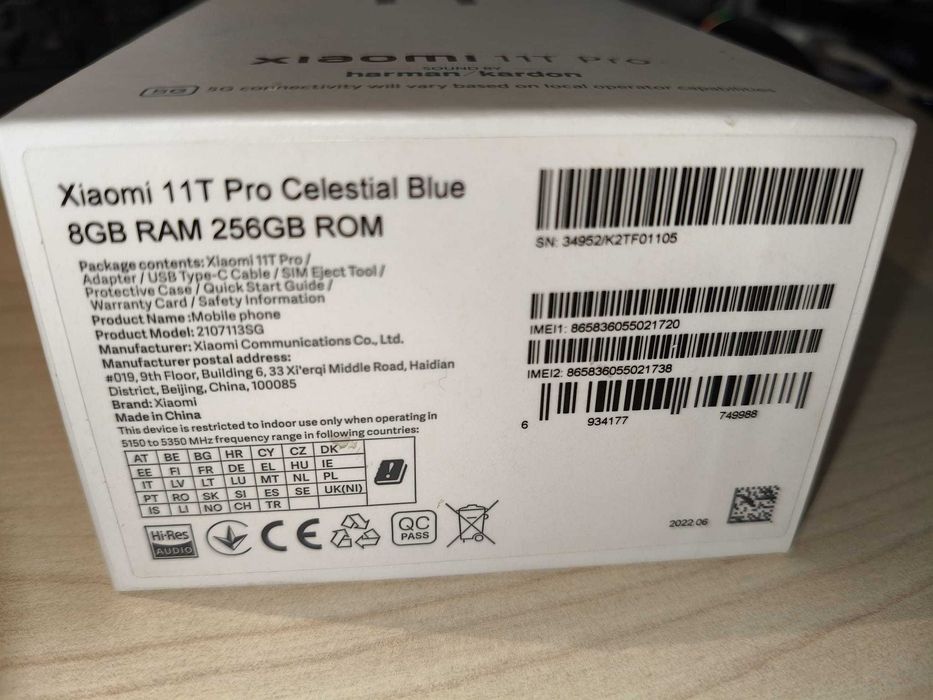 xiaomi 11T Pro
SOUND BY
harman/kardon
5G 5G connectivity will vary based on local operator capabilities
Xiaomi 11T Pro Celestial Blue
8GB RAM 256GB ROM
Package contents: Xiaomi 11T Pro /
Adapter / USB Type-C Cable / SIM Eject Tool /
Protective Case / Quick Start Guide /
Warranty Card / Safety Information
Product Name :Mobile phone
Product Model: 2107113SG
Manufacturer: Xiaomi Communications Co., Ltd.
Manufacturer postal address:
#019, 9th Floor, Building 6, 33 Xi'erqi Middle Road, Haidian
District, Beijing, China, 100085
Brand: Xiaomi
Made in China
This device is restricted to indoor use only when operating in
5150 to 5350 MHz frequency range in following countries:
AT BE BG HR CY CZ DK
EE FI FR DE EL HU IE
IT LV LT LU MT NL PL
PT RO SK SI ES SE UK(NI)
IS LI NO CH TR
Hi-Res
AUDIO
CE
QC
PASS
SN: 34952/K2TF01105
IMEI1: 865836055021720
IMEI2: 865836055021738
6 934177 749988
2022.06